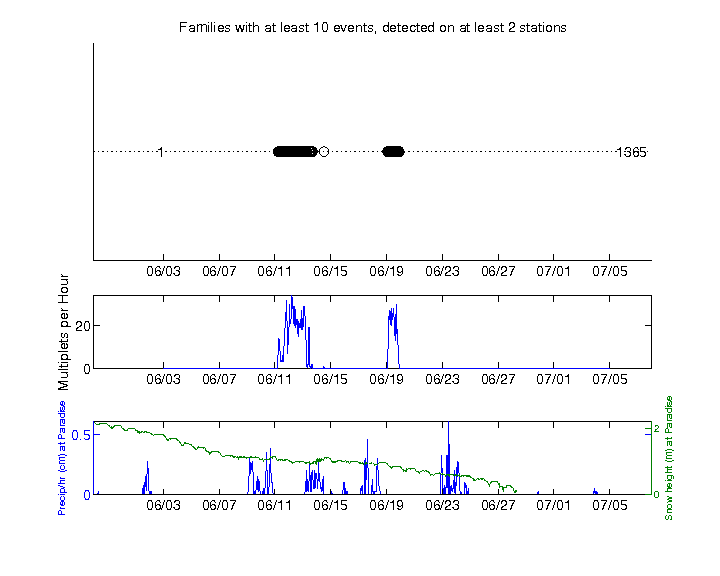 Families with at least 10 events, detected on at least 2 stations
1 1365
06/03 06/07 06/11 06/15 06/19 06/23 06/27 07/01 07/05
Multiplets per Hour
20
0
06/03 06/07 06/11 06/15 06/19 06/23 06/27 07/01 07/05
Precip/hr (cm) at Paradise
0.5
0
2
0
Snow height (m) at Paradise
06/03 06/07 06/11 06/15 06/19 06/23 06/27 07/01 07/05